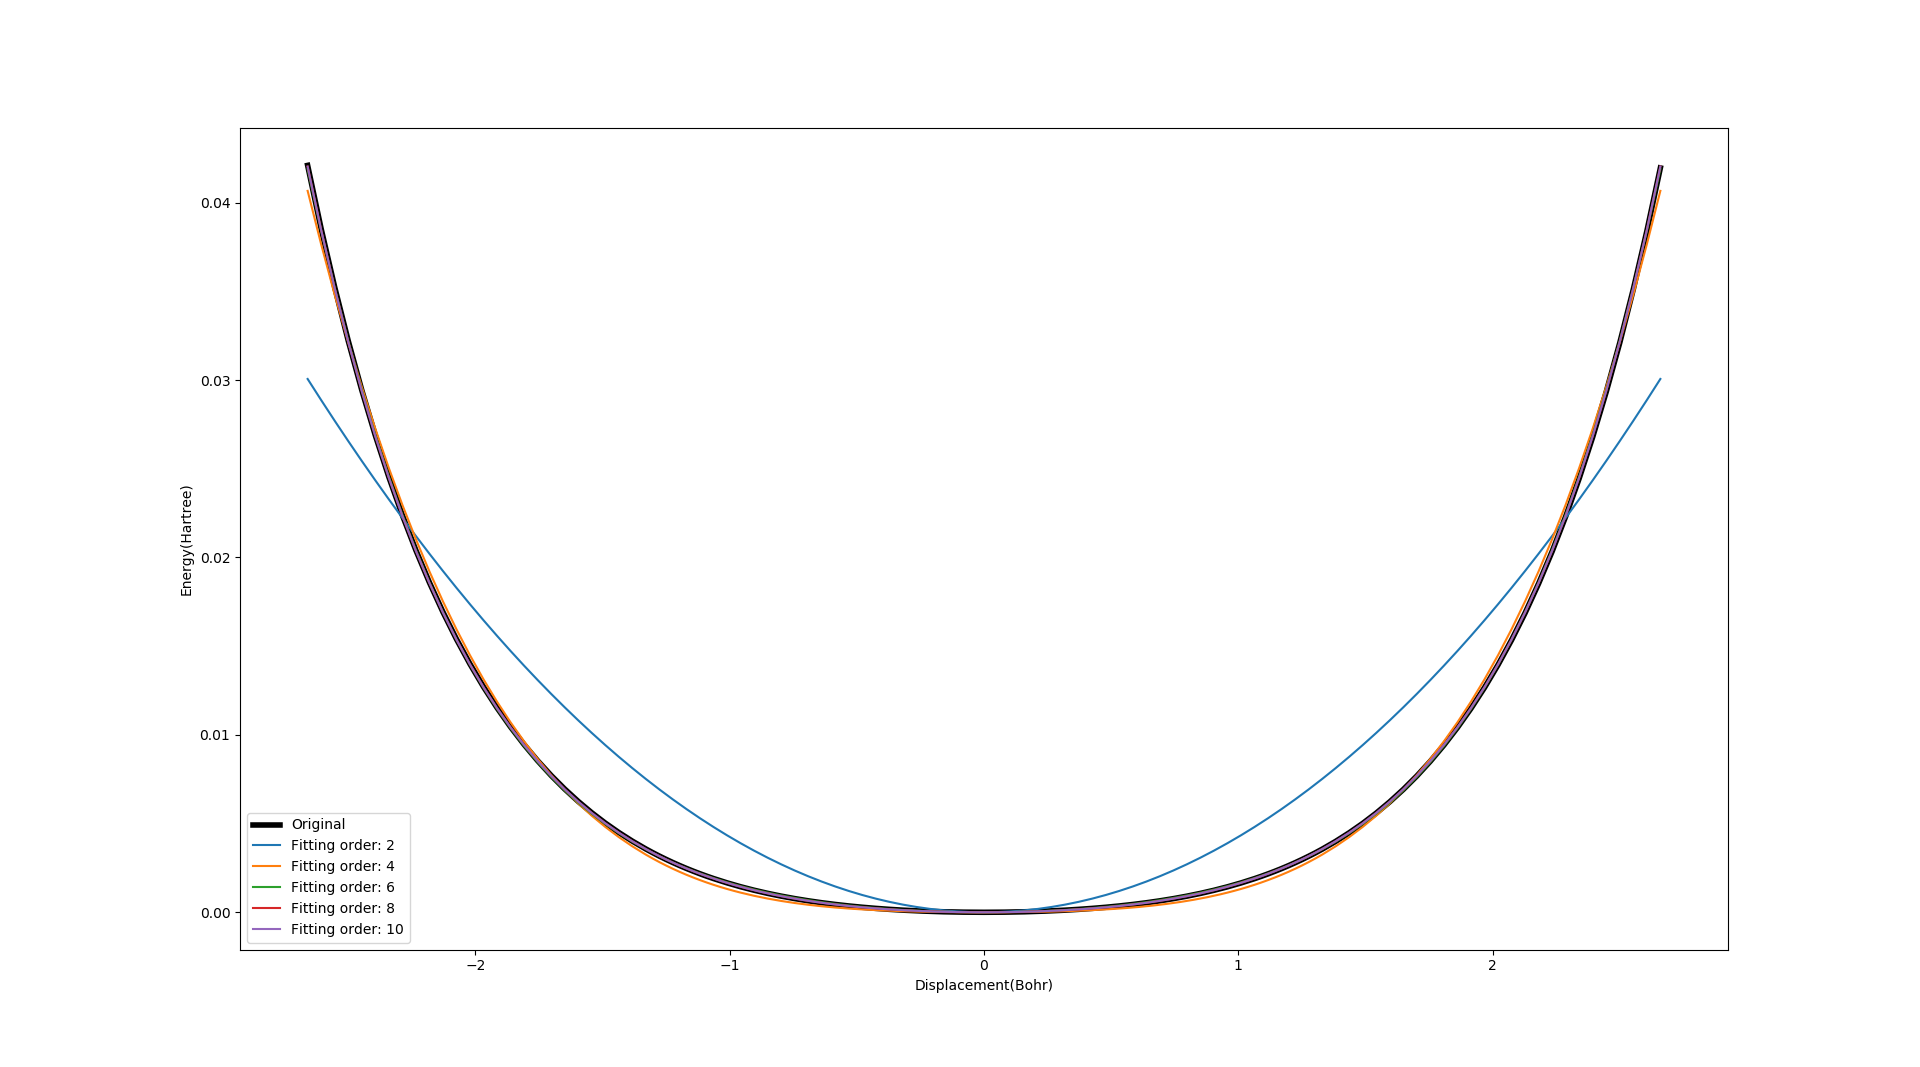 0.04
0.03
0.02
0.01
0.00
Energy(Hartree)
Original
Fitting order: 2
Fitting order: 4
Fitting order: 6
Fitting order: 8
Fitting order: 10
−2 −1 0 1 2
Displacement(Bohr)